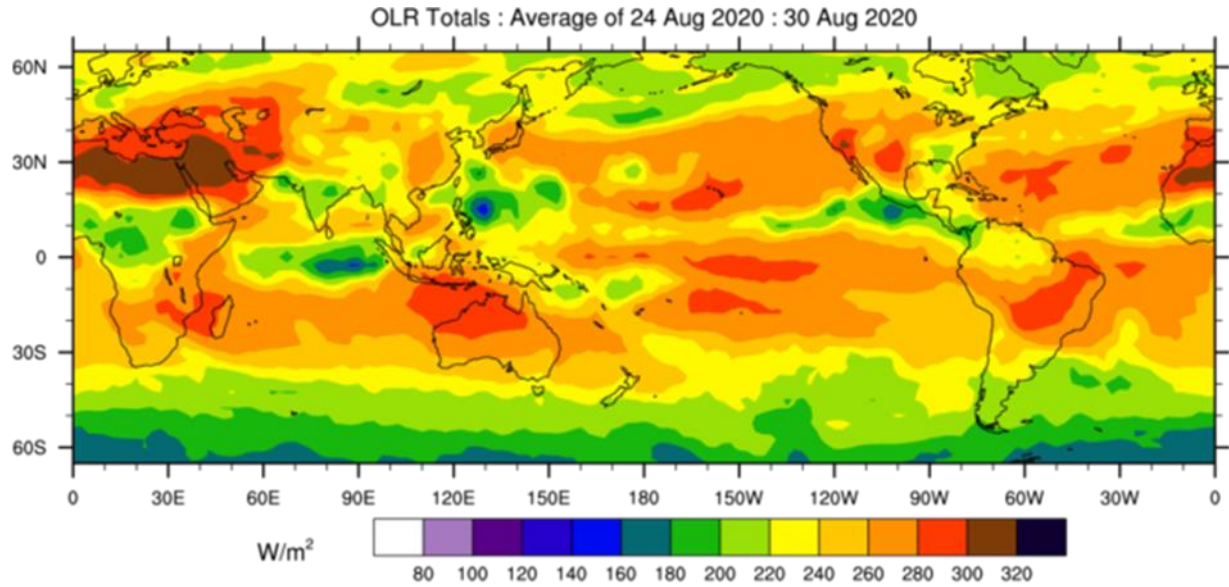 OLR Totals : Average of 24 Aug 2020 : 30 Aug 2020
60N
30N
0
30S
60S
0 30E 60E 90E 120E 150E 180 150W 120W 90W 60W 30W 0
W/m²
80 100 120 140 160 180 200 220 240 260 280 300 320